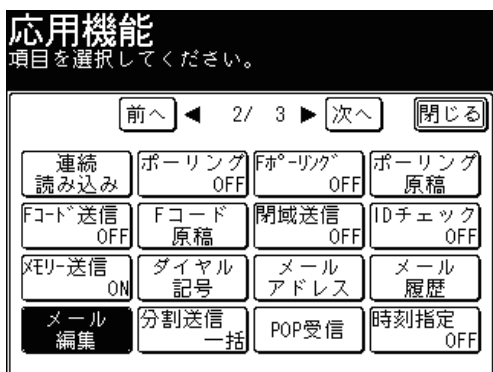 応用機能
項目を選択してください。
前へ ◀ 2/ 3 ▶ 次へ 閉じる
連続 ポーリング Fﾎﾟｰﾘﾝｸﾞ ポーリング
読み込み OFF OFF 原稿
Fｺｰﾄﾞ送信 Fコード 閉域送信 IDチェック
OFF 原稿 OFF OFF
ﾒﾓﾘｰ送信 ダイヤル メール メール
ON 記号 アドレス 履歴
メール 分割送信 POP受信 時刻指定
編集 一括 OFF